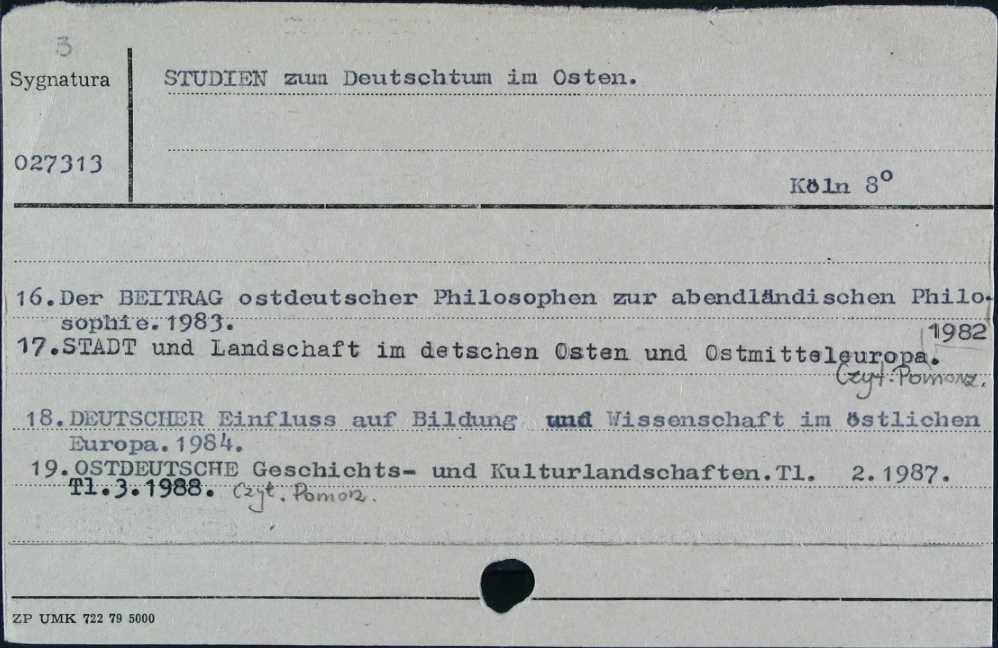 3
Sygnatura
STUDIEN zum Deutschtum im Osten.
027313
Köln 8°
16.Der BEITRAG ostdeutscher Philosophen zur abendländischen Philo-
sophie.1983.
1982
17.STADT und Landschaft im detschen Osten und Ostmitteleuropa.
Czyt.Pomorz.
18.DEUTSCHER Einfluss auf Bildung und Wissenschaft im östlichen
Europa.1984.
19.OSTDEUTSCHE Geschichts- und Kulturlandschaften.Tl. 2.1987.
Tl.3.1988. Czyt.Pomorz.
ZP UMK 722 79 5000